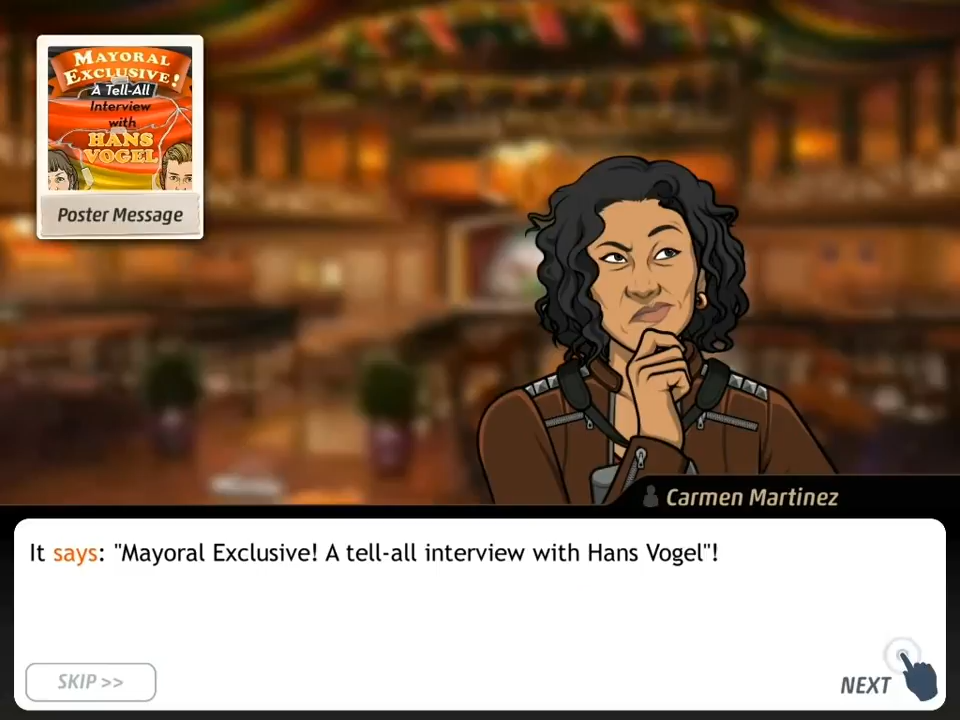 MAYORAL
EXCLUSIVE!
A Tell-All
Interview
with
HANS
VOGEL
Poster Message
Carmen Martinez
It says: "Mayoral Exclusive! A tell-all interview with Hans Vogel"!
SKIP >>
NEXT